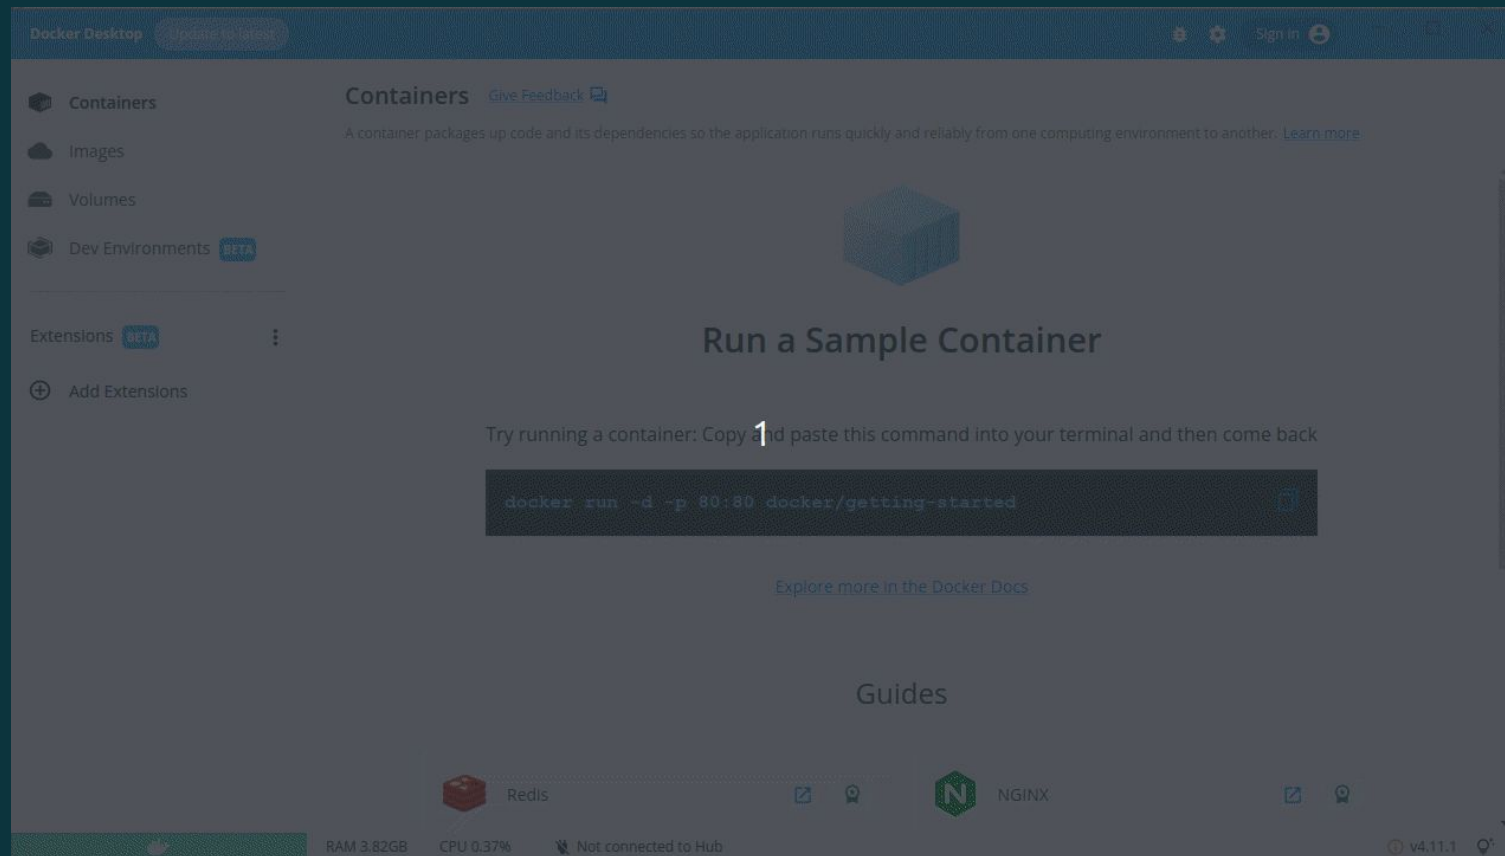 Docker Desktop Update to latest Sign in
Containers
Images
Volumes
Dev Environments BETA
Extensions BETA
Add Extensions
Containers Give Feedback
A container packages up code and its dependencies so the application runs quickly and reliably from one computing environment to another. Learn more
Run a Sample Container
1
Try running a container: Copy and paste this command into your terminal and then come back
docker run -d -p 80:80 docker/getting-started
Explore more in the Docker Docs
Guides
Redis NGINX
RAM 3.82GB CPU 0.37% Not connected to Hub v4.11.1